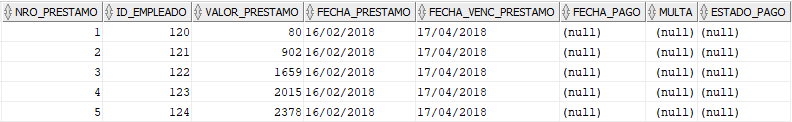 NRO_PRESTAMO ID_EMPLEADO VALOR_PRESTAMO FECHA_PRESTAMO FECHA_VENC_PRESTAMO FECHA_PAGO MULTA ESTADO_PAGO
1 120 80 16/02/2018 17/04/2018 (null) (null) (null)
2 121 902 16/02/2018 17/04/2018 (null) (null) (null)
3 122 1659 16/02/2018 17/04/2018 (null) (null) (null)
4 123 2015 16/02/2018 17/04/2018 (null) (null) (null)
5 124 2378 16/02/2018 17/04/2018 (null) (null) (null)